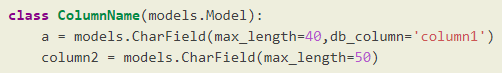 class ColumnName(models.Model):
    a = models.CharField(max_length=40,db_column='column1')
    column2 = models.CharField(max_length=50)